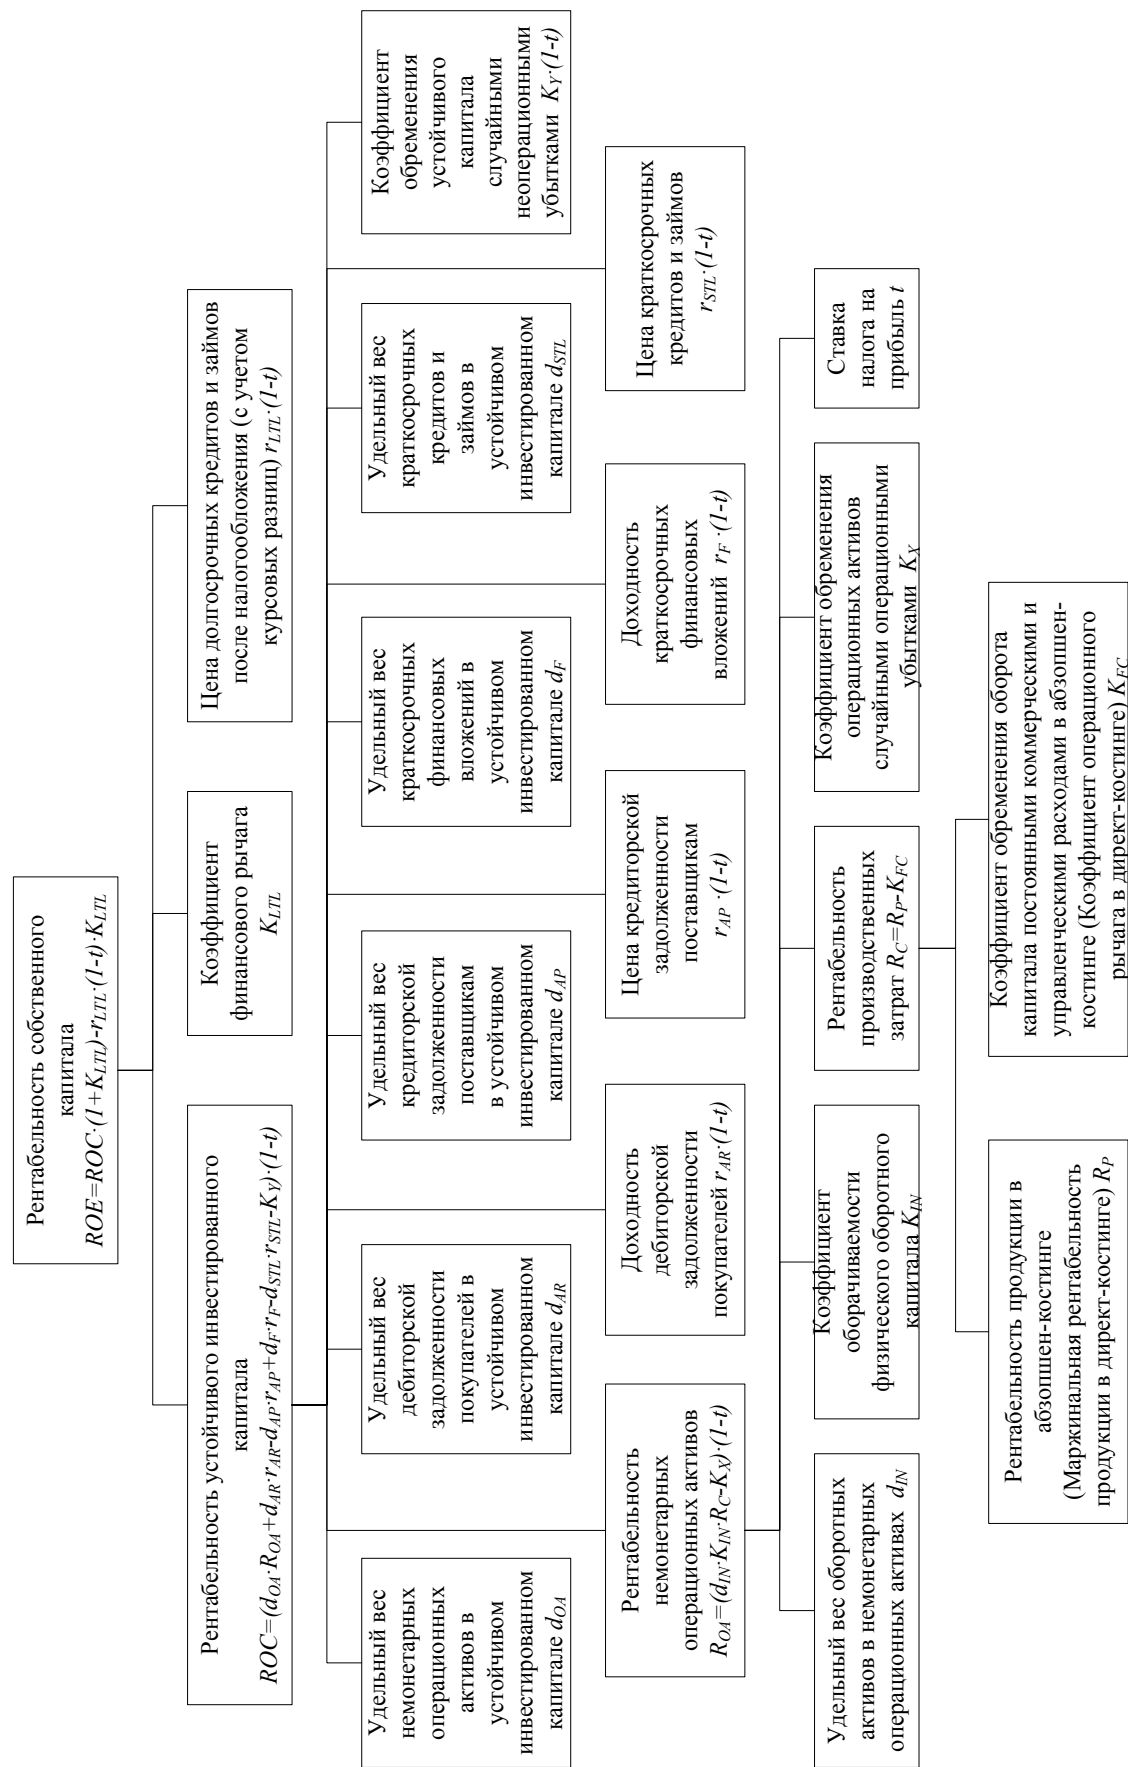 Рентабельность собственного
капитала
ROE=ROC·(1+K_LTL)-r_LTL·(1-t)·K_LTL
Рентабельность устойчивого инвестированного
капитала
ROC=(d_OA·R_OA+d_AR·r_AR-d_AP·r_AP+d_F·r_F-d_STL·r_STL-K_Y)·(1-t)
Коэффициент
финансового рычага
K_LTL
Цена долгосрочных кредитов и займов
после налогообложения (с учетом
курсовых разниц) r_LTL·(1-t)
Удельный вес
немонетарных
операционных
активов в
устойчивом
инвестированном
капитале d_OA
Удельный вес
дебиторской
задолженности
покупателей в
устойчивом
инвестированном
капитале d_AR
Удельный вес
кредиторской
задолженности
поставщикам
в устойчивом
инвестированном
капитале d_AP
Удельный вес
краткосрочных
финансовых
вложений в
устойчивом
инвестированном
капитале d_F
Удельный вес
краткосрочных
кредитов и
займов в
устойчивом
инвестированном
капитале d_STL
Коэффициент
обременения
устойчивого
капитала
случайными
неоперационными
убытками K_Y·(1-t)
Рентабельность
немонетарных
операционных активов
R_OA=(d_IN·K_IN·R_C-K_X)·(1-t)
Доходность
дебиторской
задолженности
покупателей r_AR·(1-t)
Цена кредиторской
задолженности
поставщикам
r_AP·(1-t)
Доходность
краткосрочных
финансовых
вложений r_F·(1-t)
Цена краткосрочных
кредитов и займов
r_STL·(1-t)
Удельный вес оборотных
активов в немонетарных
операционных активах d_IN
Коэффициент
оборачиваемости
физического оборотного
капитала K_IN
Рентабельность
производственных
затрат R_C=R_P-K_FC
Коэффициент обременения
операционных активов
случайными операционными
убытками K_X
Ставка
налога на
прибыль t
Рентабельность продукции в
абзопшен-костинге
(Маржинальная рентабельность
продукции в директ-костинге) R_P
Коэффициент обременения оборота
капитала постоянными коммерческими и
управленческими расходами в абзопшен-
костинге (Коэффициент операционного
рычага в директ-костинге) K_FC